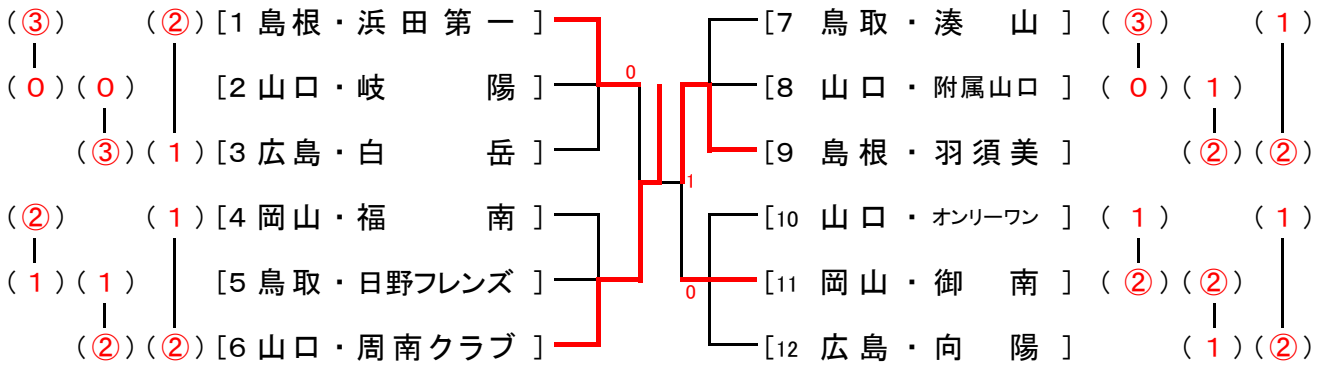 (③) (②) [1 島根・浜田第一 ] [7 鳥取・湊 山 ] (③) (1)
0
(0)(0) [2 山口・岐 陽 ] [8 山口・附属山口 ] (0)(1)
(③)(1) [3 広島・白 岳 ] [9 島根・羽須美 ] (②)(②)
1
(②) (1) [4 岡山・福 南 ] [10 山口・オンリーワン ] (1) (1)
(1)(1) [5 鳥取・日野フレンズ ] [11 岡山・御 南 ] (②)(②)
0
(②)(②) [6 山口・周南クラブ ] [12 広島・向 陽 ] (1)(②)